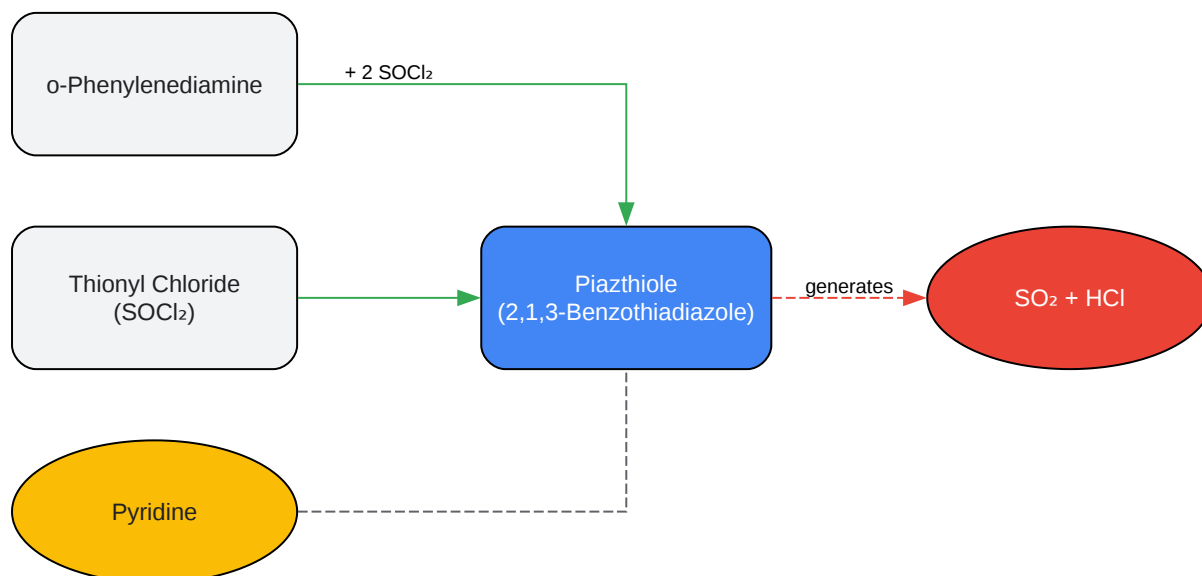 o-Phenylenediamine
+ 2 SOCl₂
Thionyl Chloride
(SOCl₂)
Piazthiole
(2,1,3-Benzothiadiazole)
generates
SO₂ + HCl
Pyridine